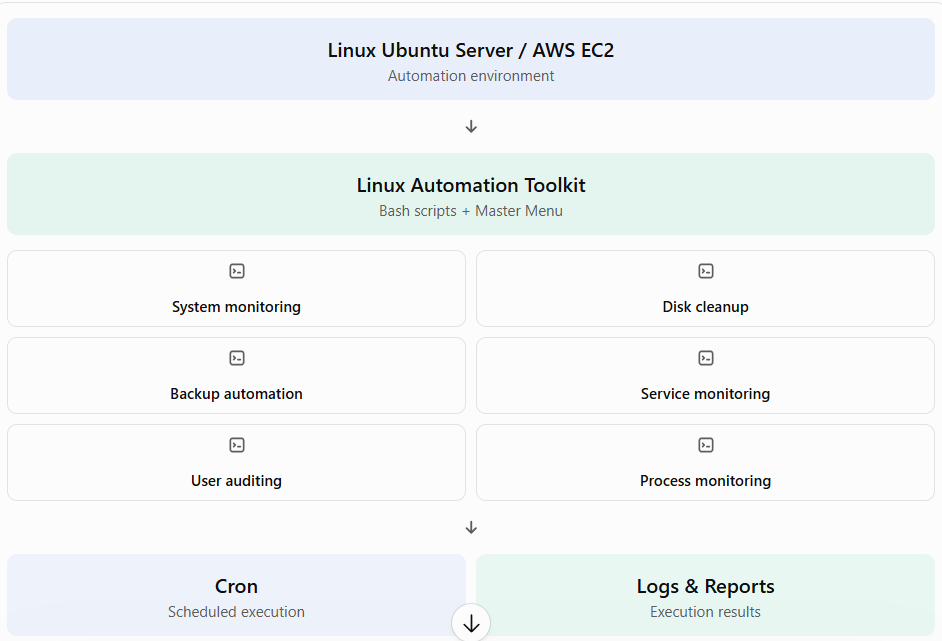 Linux Ubuntu Server / AWS EC2
Automation environment
Linux Automation Toolkit
Bash scripts + Master Menu
System monitoring
Disk cleanup
Backup automation
Service monitoring
User auditing
Process monitoring
Cron
Scheduled execution
Logs & Reports
Execution results